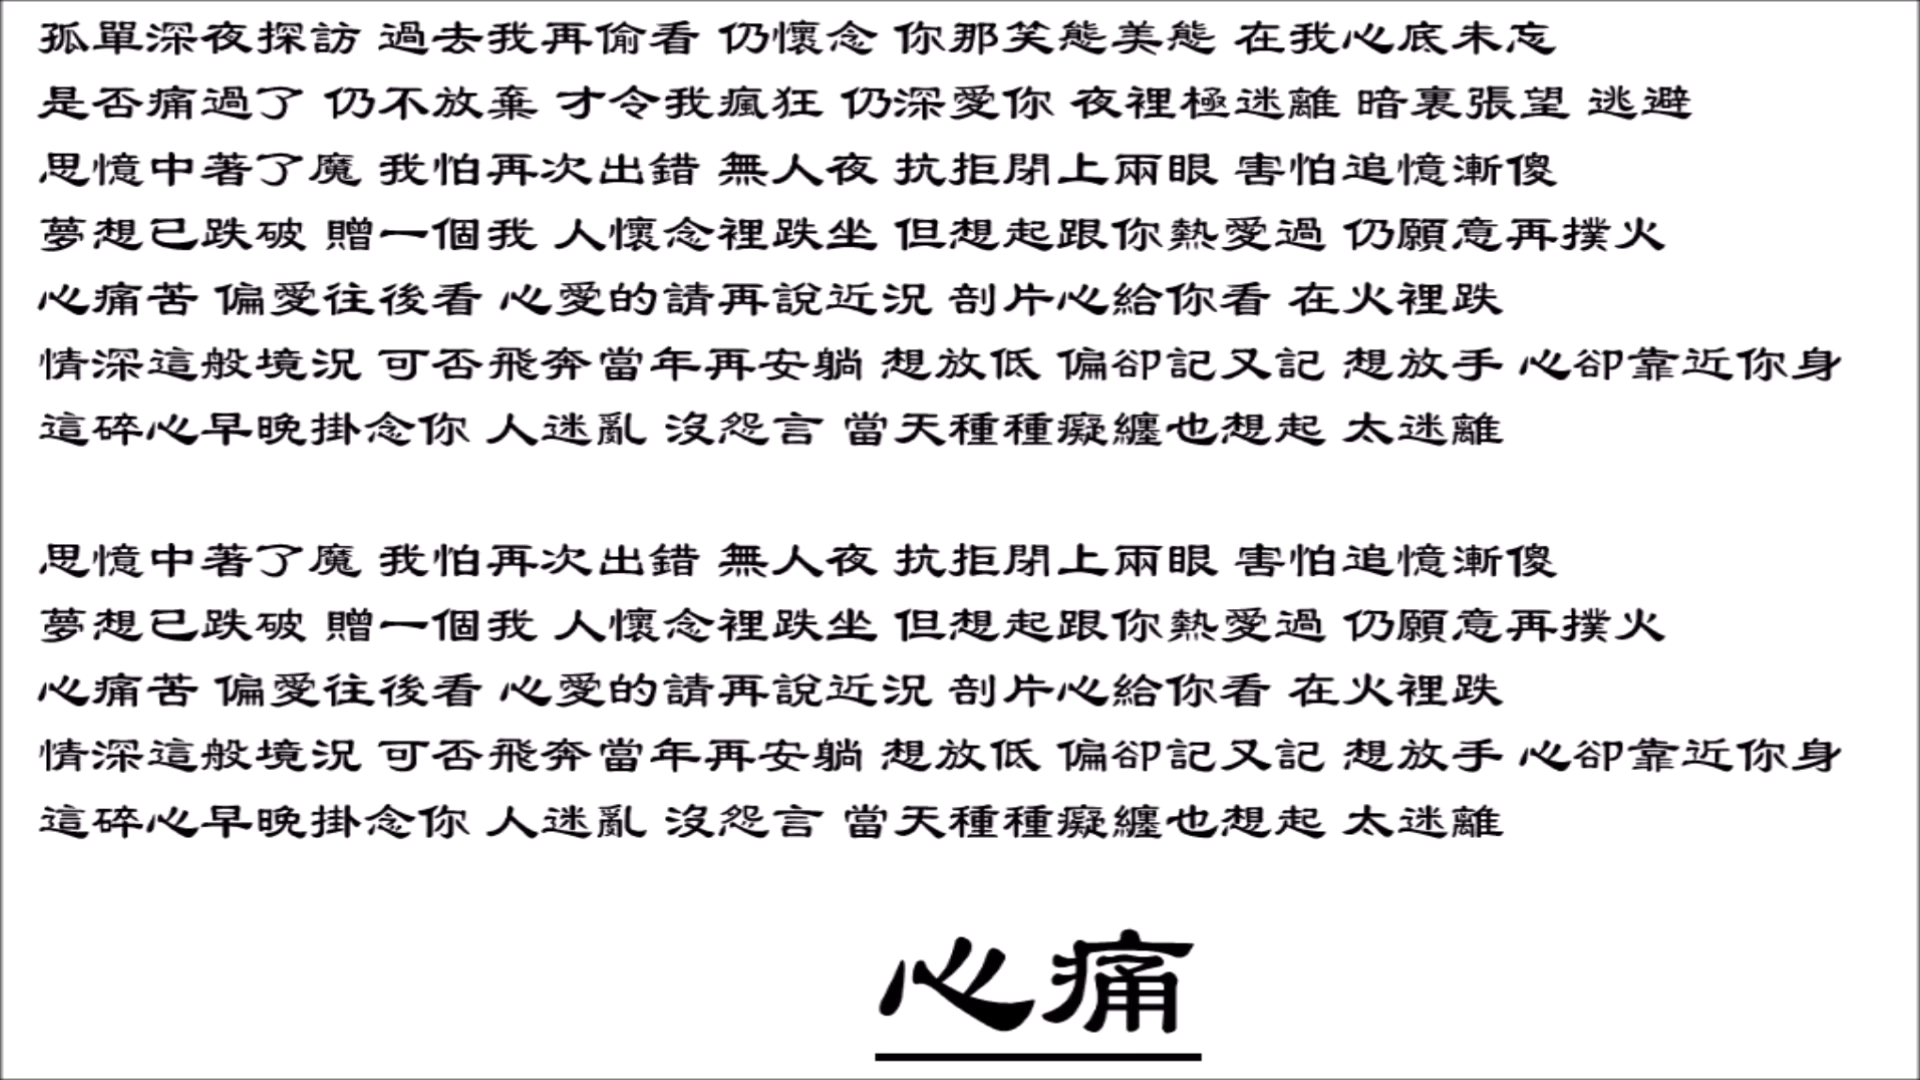 孤單深夜探訪 過去我再偷看 仍懷念 你那笑態美態 在我心底未忘
是否痛過了 仍不放棄 才令我瘋狂 仍深愛你 夜裡極迷離 暗裏張望 逃避
思憶中著了魔 我怕再次出錯 無人夜 抗拒閉上兩眼 害怕追憶漸傻
夢想已跌破 贈一個我 人懷念裡跌坐 但想起跟你熱愛過 仍願意再撲火
心痛苦 偏愛往後看 心愛的請再說近況 剖片心給你看 在火裡跌
情深這般境況 可否飛奔當年再安躺 想放低 偏卻記又記 想放手 心卻靠近你身
這碎心早晚掛念你 人迷亂 沒怨言 當天種種癡纏也想起 太迷離
思憶中著了魔 我怕再次出錯 無人夜 抗拒閉上兩眼 害怕追憶漸傻
夢想已跌破 贈一個我 人懷念裡跌坐 但想起跟你熱愛過 仍願意再撲火
心痛苦 偏愛往後看 心愛的請再說近況 剖片心給你看 在火裡跌
情深這般境況 可否飛奔當年再安躺 想放低 偏卻記又記 想放手 心卻靠近你身
這碎心早晚掛念你 人迷亂 沒怨言 當天種種癡纏也想起 太迷離
心痛